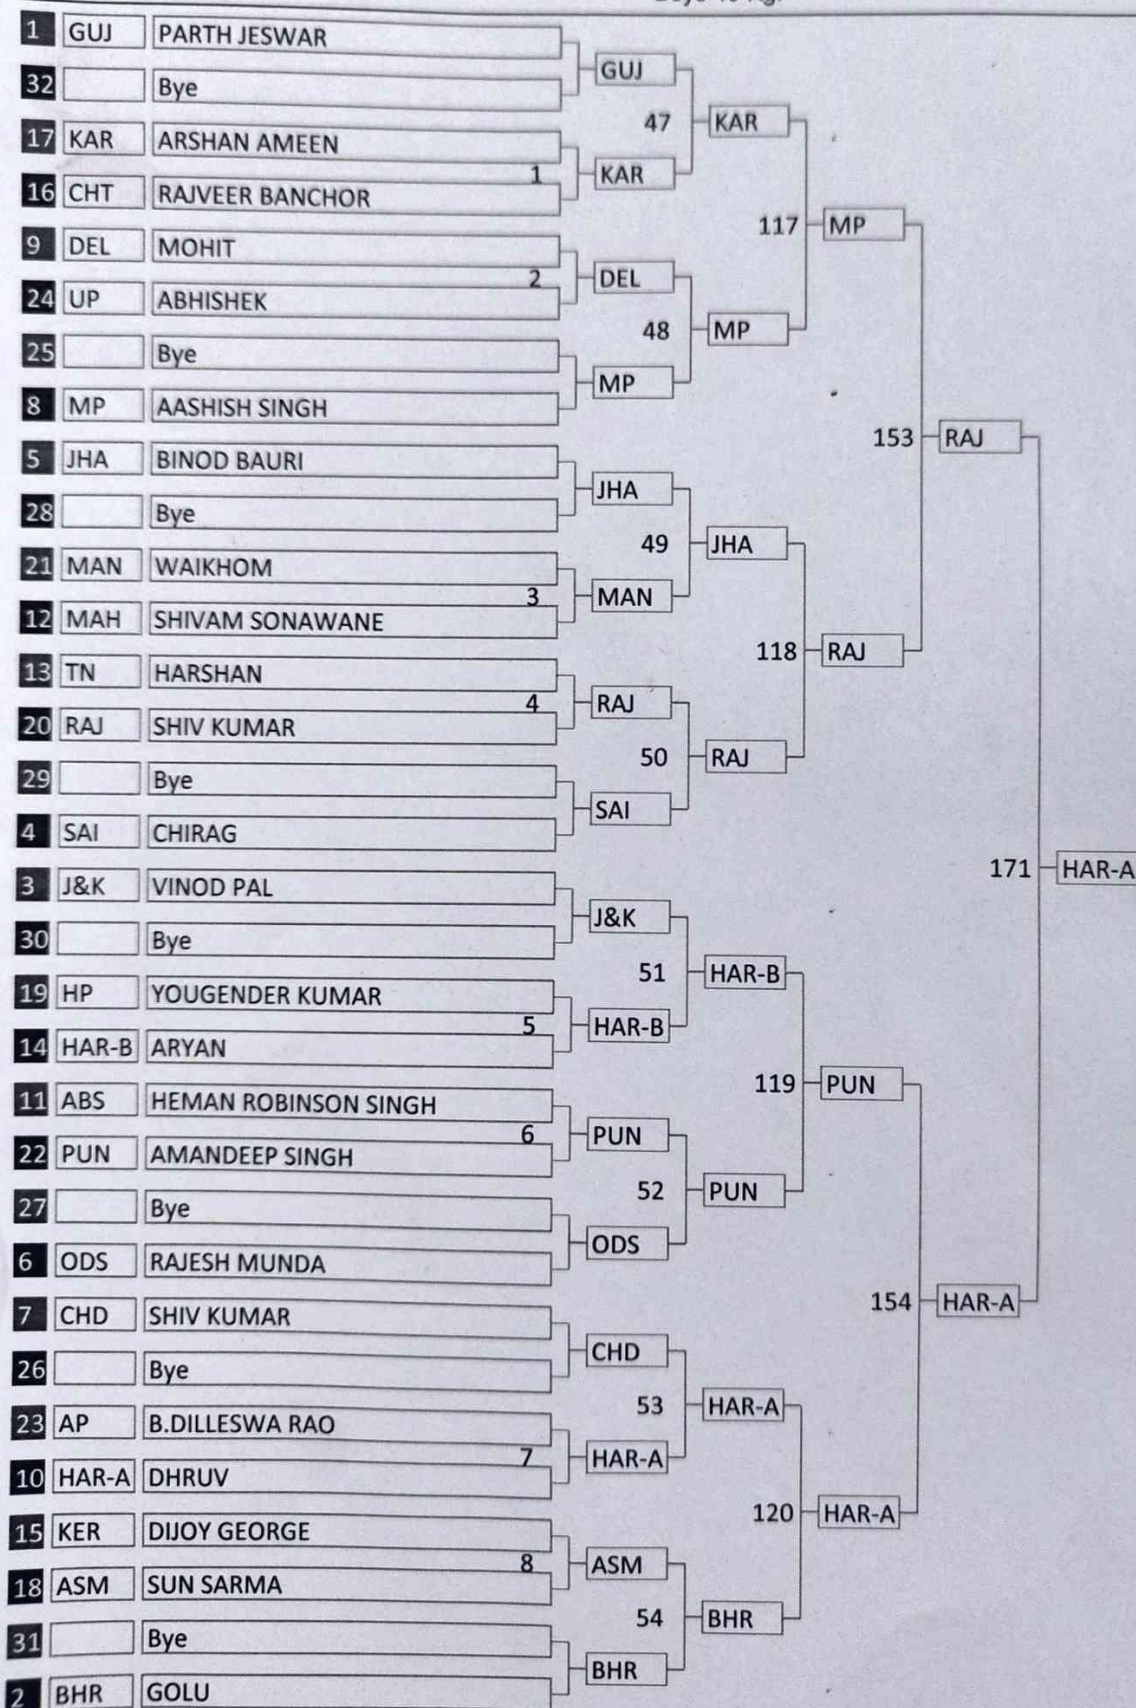 1 GUJ PARTH JESWAR
GUJ
32 Bye
47 KAR
17 KAR ARSHAN AMEEN
1 KAR
16 CHT RAJVEER BANCHOR
117 MP
9 DEL MOHIT
2 DEL
24 UP ABHISHEK
48 MP
25 Bye
MP
8 MP AASHISH SINGH
153 RAJ
5 JHA BINOD BAURI
JHA
28 Bye
49 JHA
21 MAN WAIKHOM
3 MAN
12 MAH SHIVAM SONAWANE
118 RAJ
13 TN HARSHAN
4 RAJ
20 RAJ SHIV KUMAR
50 RAJ
29 Bye
SAI
4 SAI CHIRAG
171 HAR-A
3 J&K VINOD PAL
J&K
30 Bye
51 HAR-B
19 HP YOUGENDER KUMAR
5 HAR-B
14 HAR-B ARYAN
119 PUN
11 ABS HEMAN ROBINSON SINGH
6 PUN
22 PUN AMANDEEP SINGH
52 PUN
27 Bye
ODS
6 ODS RAJESH MUNDA
154 HAR-A
7 CHD SHIV KUMAR
CHD
26 Bye
53 HAR-A
23 AP B.DILLESWA RAO
7 HAR-A
10 HAR-A DHRUV
120 HAR-A
15 KER DIJOY GEORGE
8 ASM
18 ASM SUN SARMA
54 BHR
31 Bye
BHR
2 BHR GOLU